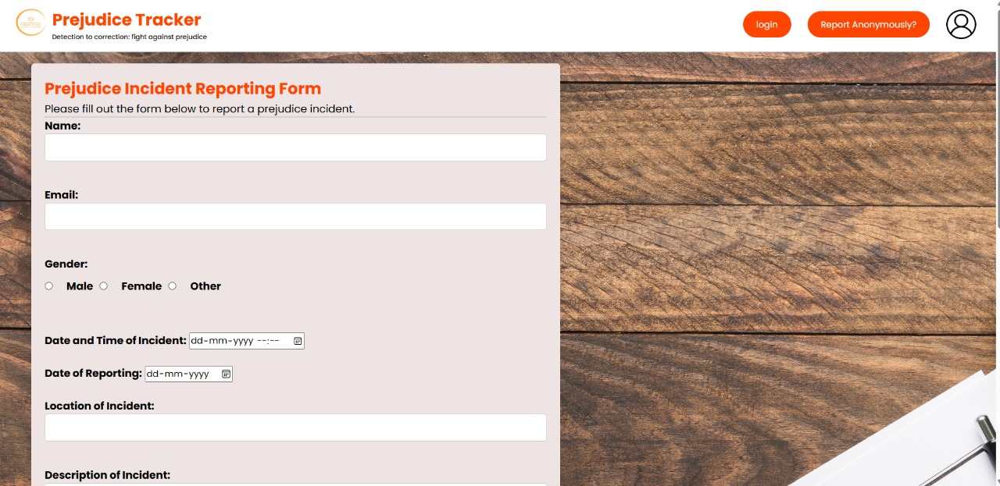 Prejudice Tracker
Detection to correction: fight against prejudice
login
Report Anonymously?
Prejudice Incident Reporting Form
Please fill out the form below to report a prejudice incident.
Name:
Email:
Gender:
Male Female Other
Date and Time of Incident: dd-mm-yyyy --:--
Date of Reporting: dd-mm-yyyy
Location of Incident:
Description of Incident: